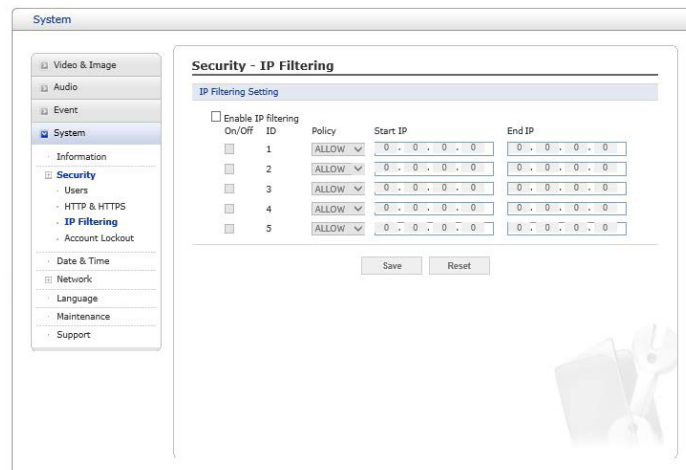 System
Video & Image
Audio
Event
System
Information
Security
Users
HTTP & HTTPS
IP Filtering
Account Lockout
Date & Time
Network
Language
Maintenance
Support
Security - IP Filtering
IP Filtering Setting
Enable IP filtering
On/Off ID Policy Start IP End IP
1 ALLOW 0 . 0 . 0 . 0 0 . 0 . 0 . 0
2 ALLOW 0 . 0 . 0 . 0 0 . 0 . 0 . 0
3 ALLOW 0 . 0 . 0 . 0 0 . 0 . 0 . 0
4 ALLOW 0 . 0 . 0 . 0 0 . 0 . 0 . 0
5 ALLOW 0 . 0 . 0 . 0 0 . 0 . 0 . 0
Save Reset